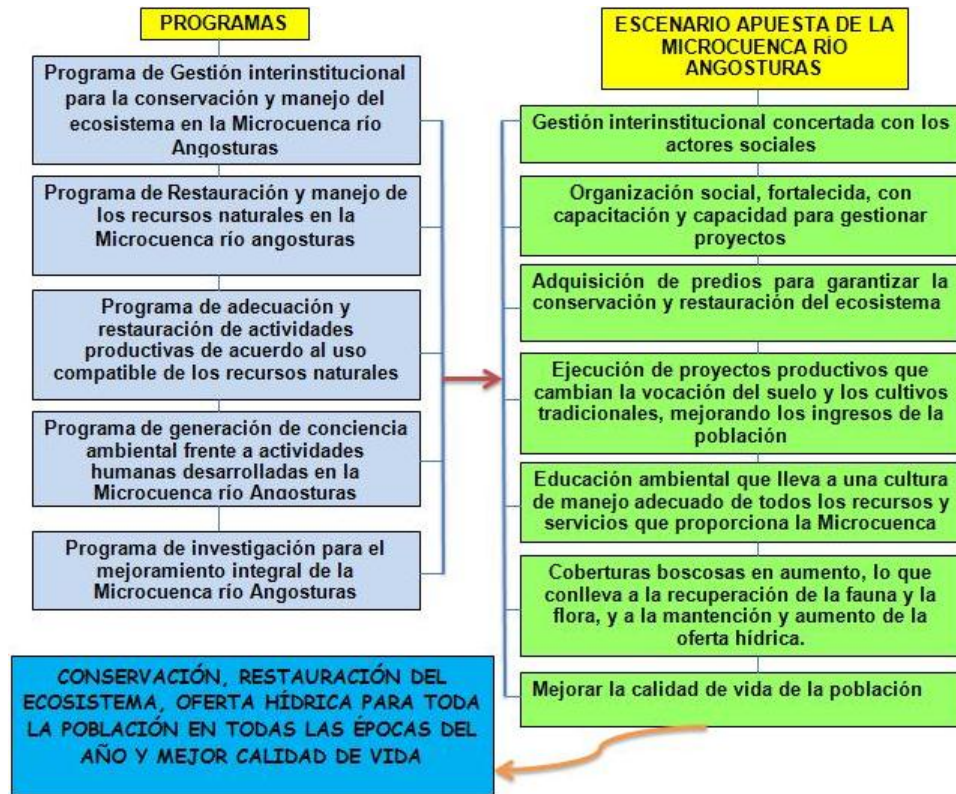 PROGRAMAS
Programa de Gestión interinstitucional
para la conservación y manejo del
ecosistema en la Microcuenca río
Angosturas
Programa de Restauración y manejo de
los recursos naturales en la
Microcuenca río angosturas
Programa de adecuación y
restauración de actividades
productivas de acuerdo al uso
compatible de los recursos naturales
Programa de generación de conciencia
ambiental frente a actividades
humanas desarrolladas en la
Microcuenca río Angosturas
Programa de investigación para el
mejoramiento integral de la
Microcuenca río Angosturas
ESCENARIO APUESTA DE LA
MICROCUENCA RÍO
ANGOSTURAS
Gestión interinstitucional concertada con los
actores sociales
Organización social, fortalecida, con
capacitación y capacidad para gestionar
proyectos
Adquisición de predios para garantizar la
conservación y restauración del ecosistema
Ejecución de proyectos productivos que
cambian la vocación del suelo y los cultivos
tradicionales, mejorando los ingresos de la
población
Educación ambiental que lleva a una cultura
de manejo adecuado de todos los recursos y
servicios que proporciona la Microcuenca
Coberturas boscosas en aumento, lo que
conlleva a la recuperación de la fauna y la
flora, y a la mantención y aumento de la
oferta hídrica.
Mejorar la calidad de vida de la población
CONSERVACIÓN, RESTAURACIÓN DEL
ECOSISTEMA, OFERTA HÍDRICA PARA TODA
LA POBLACIÓN EN TODAS LAS ÉPOCAS DEL
AÑO Y MEJOR CALIDAD DE VIDA